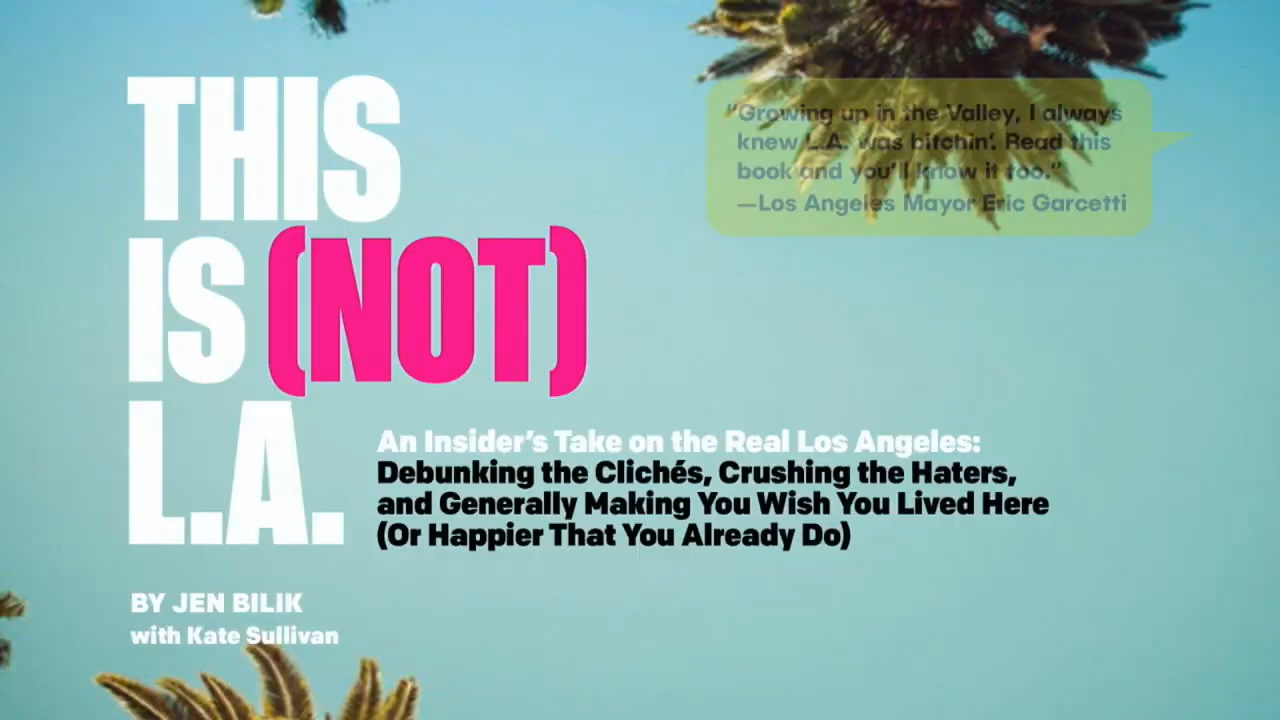 THIS
IS (NOT)
L.A.
"Growing up in the Valley, I always
knew L.A. was bitchin'. Read this
book and you'll know it too."
—Los Angeles Mayor Eric Garcetti
An Insider's Take on the Real Los Angeles:
Debunking the Clichés, Crushing the Haters,
and Generally Making You Wish You Lived Here
(Or Happier That You Already Do)
BY JEN BILIK
with Kate Sullivan